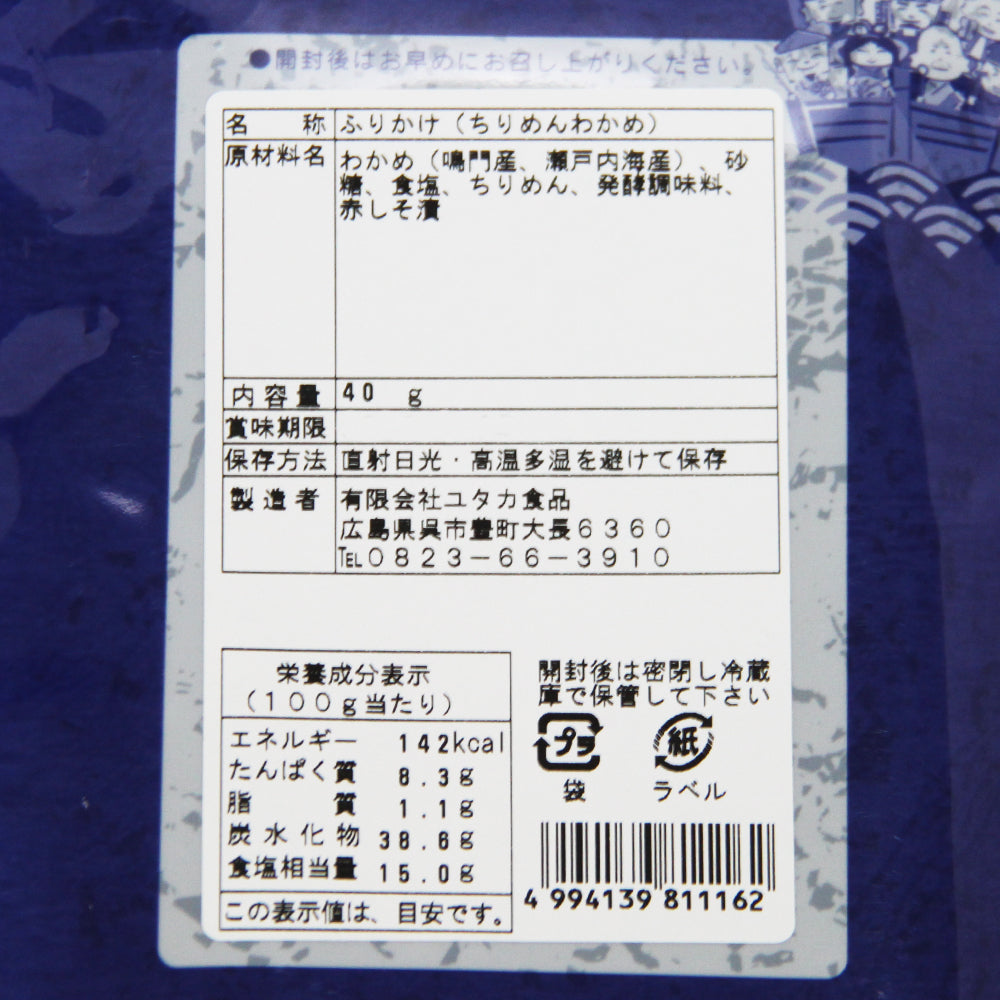 ●開封後はお早めにお召し上がりください。
名称 ふりかけ（ちりめんわかめ）
原材料名 わかめ（鳴門産、瀬戸内海産）、砂
糖、食塩、ちりめん、発酵調味料、
赤しそ漬
内容量 40 g
賞味期限
保存方法 直射日光・高温多湿を避けて保存
製造者 有限会社ユタカ食品
広島県呉市豊町大長6360
℡0823-66-3910
栄養成分表示
（100g当たり）
エネルギー 142kcal
たんぱく質 8.3g
脂質 1.1g
炭水化物 38.6g
食塩相当量 15.0g
この表示値は、目安です。
開封後は密閉し冷蔵
庫で保管して下さい
プラ 紙
袋 ラベル
4 994139 811162